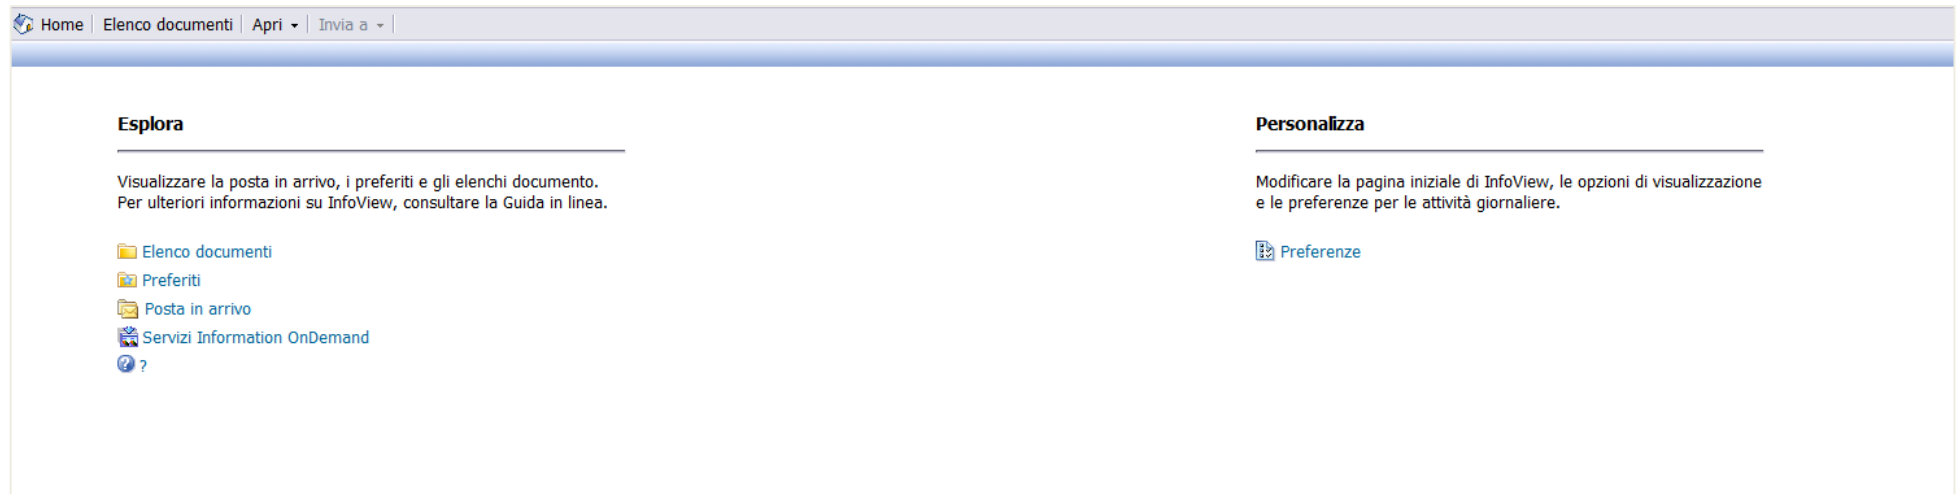 Home Elenco documenti Apri Invia a
Esplora
Visualizzare la posta in arrivo, i preferiti e gli elenchi documento.
Per ulteriori informazioni su InfoView, consultare la Guida in linea.
Elenco documenti
Preferiti
Posta in arrivo
Servizi Information OnDemand
?
Personalizza
Modificare la pagina iniziale di InfoView, le opzioni di visualizzazione
e le preferenze per le attività giornaliere.
Preferenze